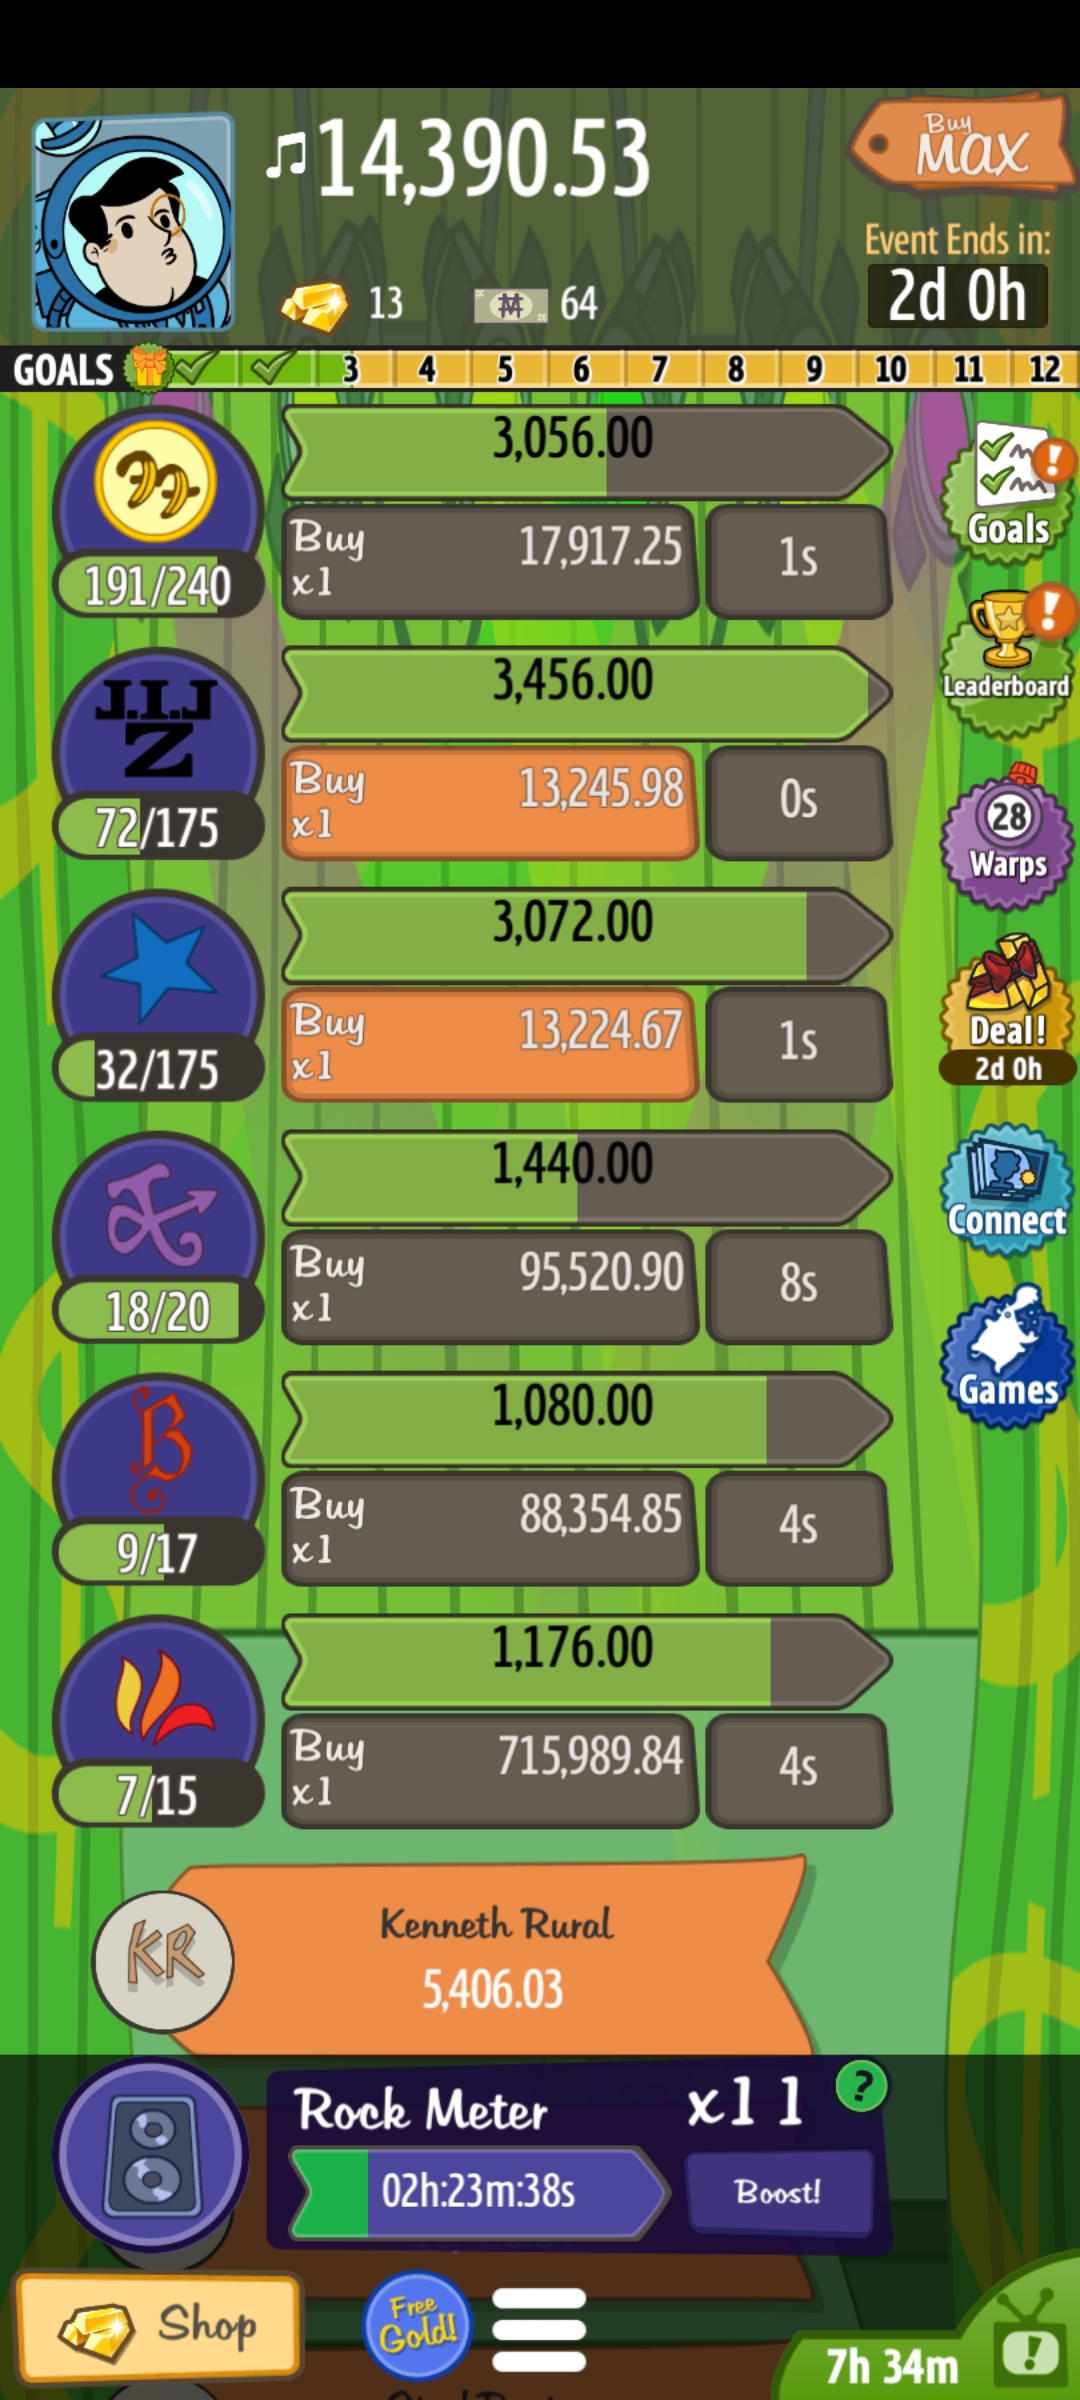 ♫14,390.53
Buy
MAX
13
64
Event Ends in:
2d 0h
GOALS 3 4 5 6 7 8 9 10 11 12
3,056.00
191/240
Buy
x1
17,917.25
1s
Goals
J.I.J
Z
3,456.00
72/175
Buy
x1
13,245.98
0s
Leaderboard
28
Warps
3,072.00
32/175
Buy
x1
13,224.67
1s
Deal!
2d 0h
1,440.00
18/20
Buy
x1
95,520.90
8s
Connect
B
1,080.00
9/17
Buy
x1
88,354.85
4s
Games
1,176.00
7/15
Buy
x1
715,989.84
4s
KR
Kenneth Rural
5,406.03
Rock Meter
x11
?
02h:23m:38s
Boost!
Shop
Free
Gold!
7h 34m